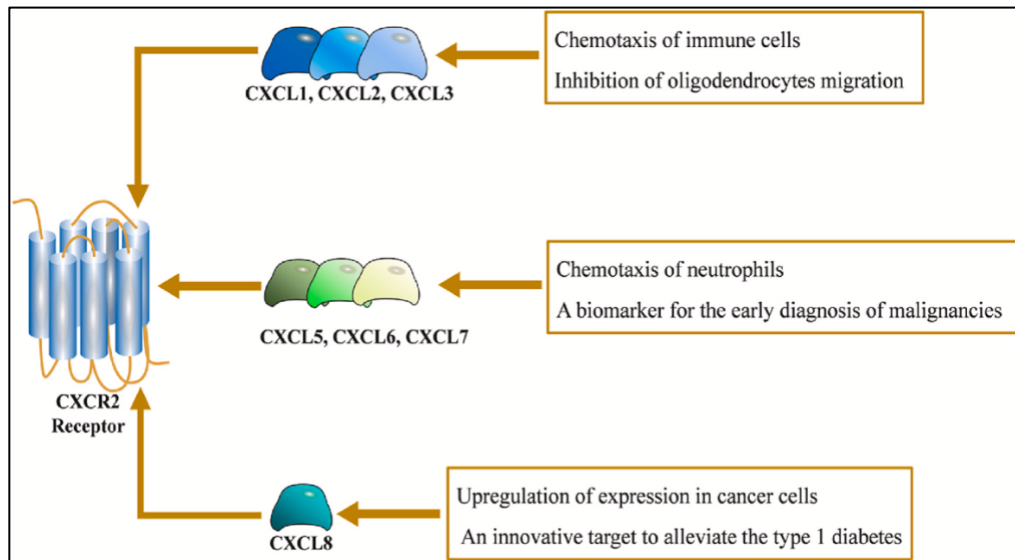 Chemotaxis of immune cells
Inhibition of oligodendrocytes migration
CXCL1, CXCL2, CXCL3
Chemotaxis of neutrophils
A biomarker for the early diagnosis of malignancies
CXCL5, CXCL6, CXCL7
CXCR2
Receptor
Upregulation of expression in cancer cells
An innovative target to alleviate the type 1 diabetes
CXCL8